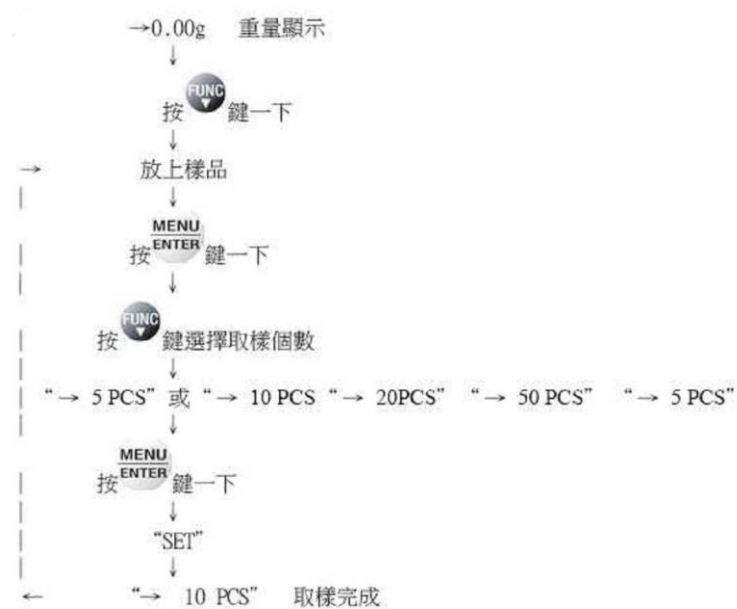 →0.00g 重量顯示
↓
按 FUNC▼ 鍵一下
↓
→ 放上樣品
↓
按 MENU/ENTER 鍵一下
↓
按 FUNC▼ 鍵選擇取樣個數
↓
“→ 5 PCS” 或 “→ 10 PCS “→ 20PCS” “→ 50 PCS” “→ 5 PCS”
↓
按 MENU/ENTER 鍵一下
↓
“SET”
↓
← “→ 10 PCS” 取樣完成